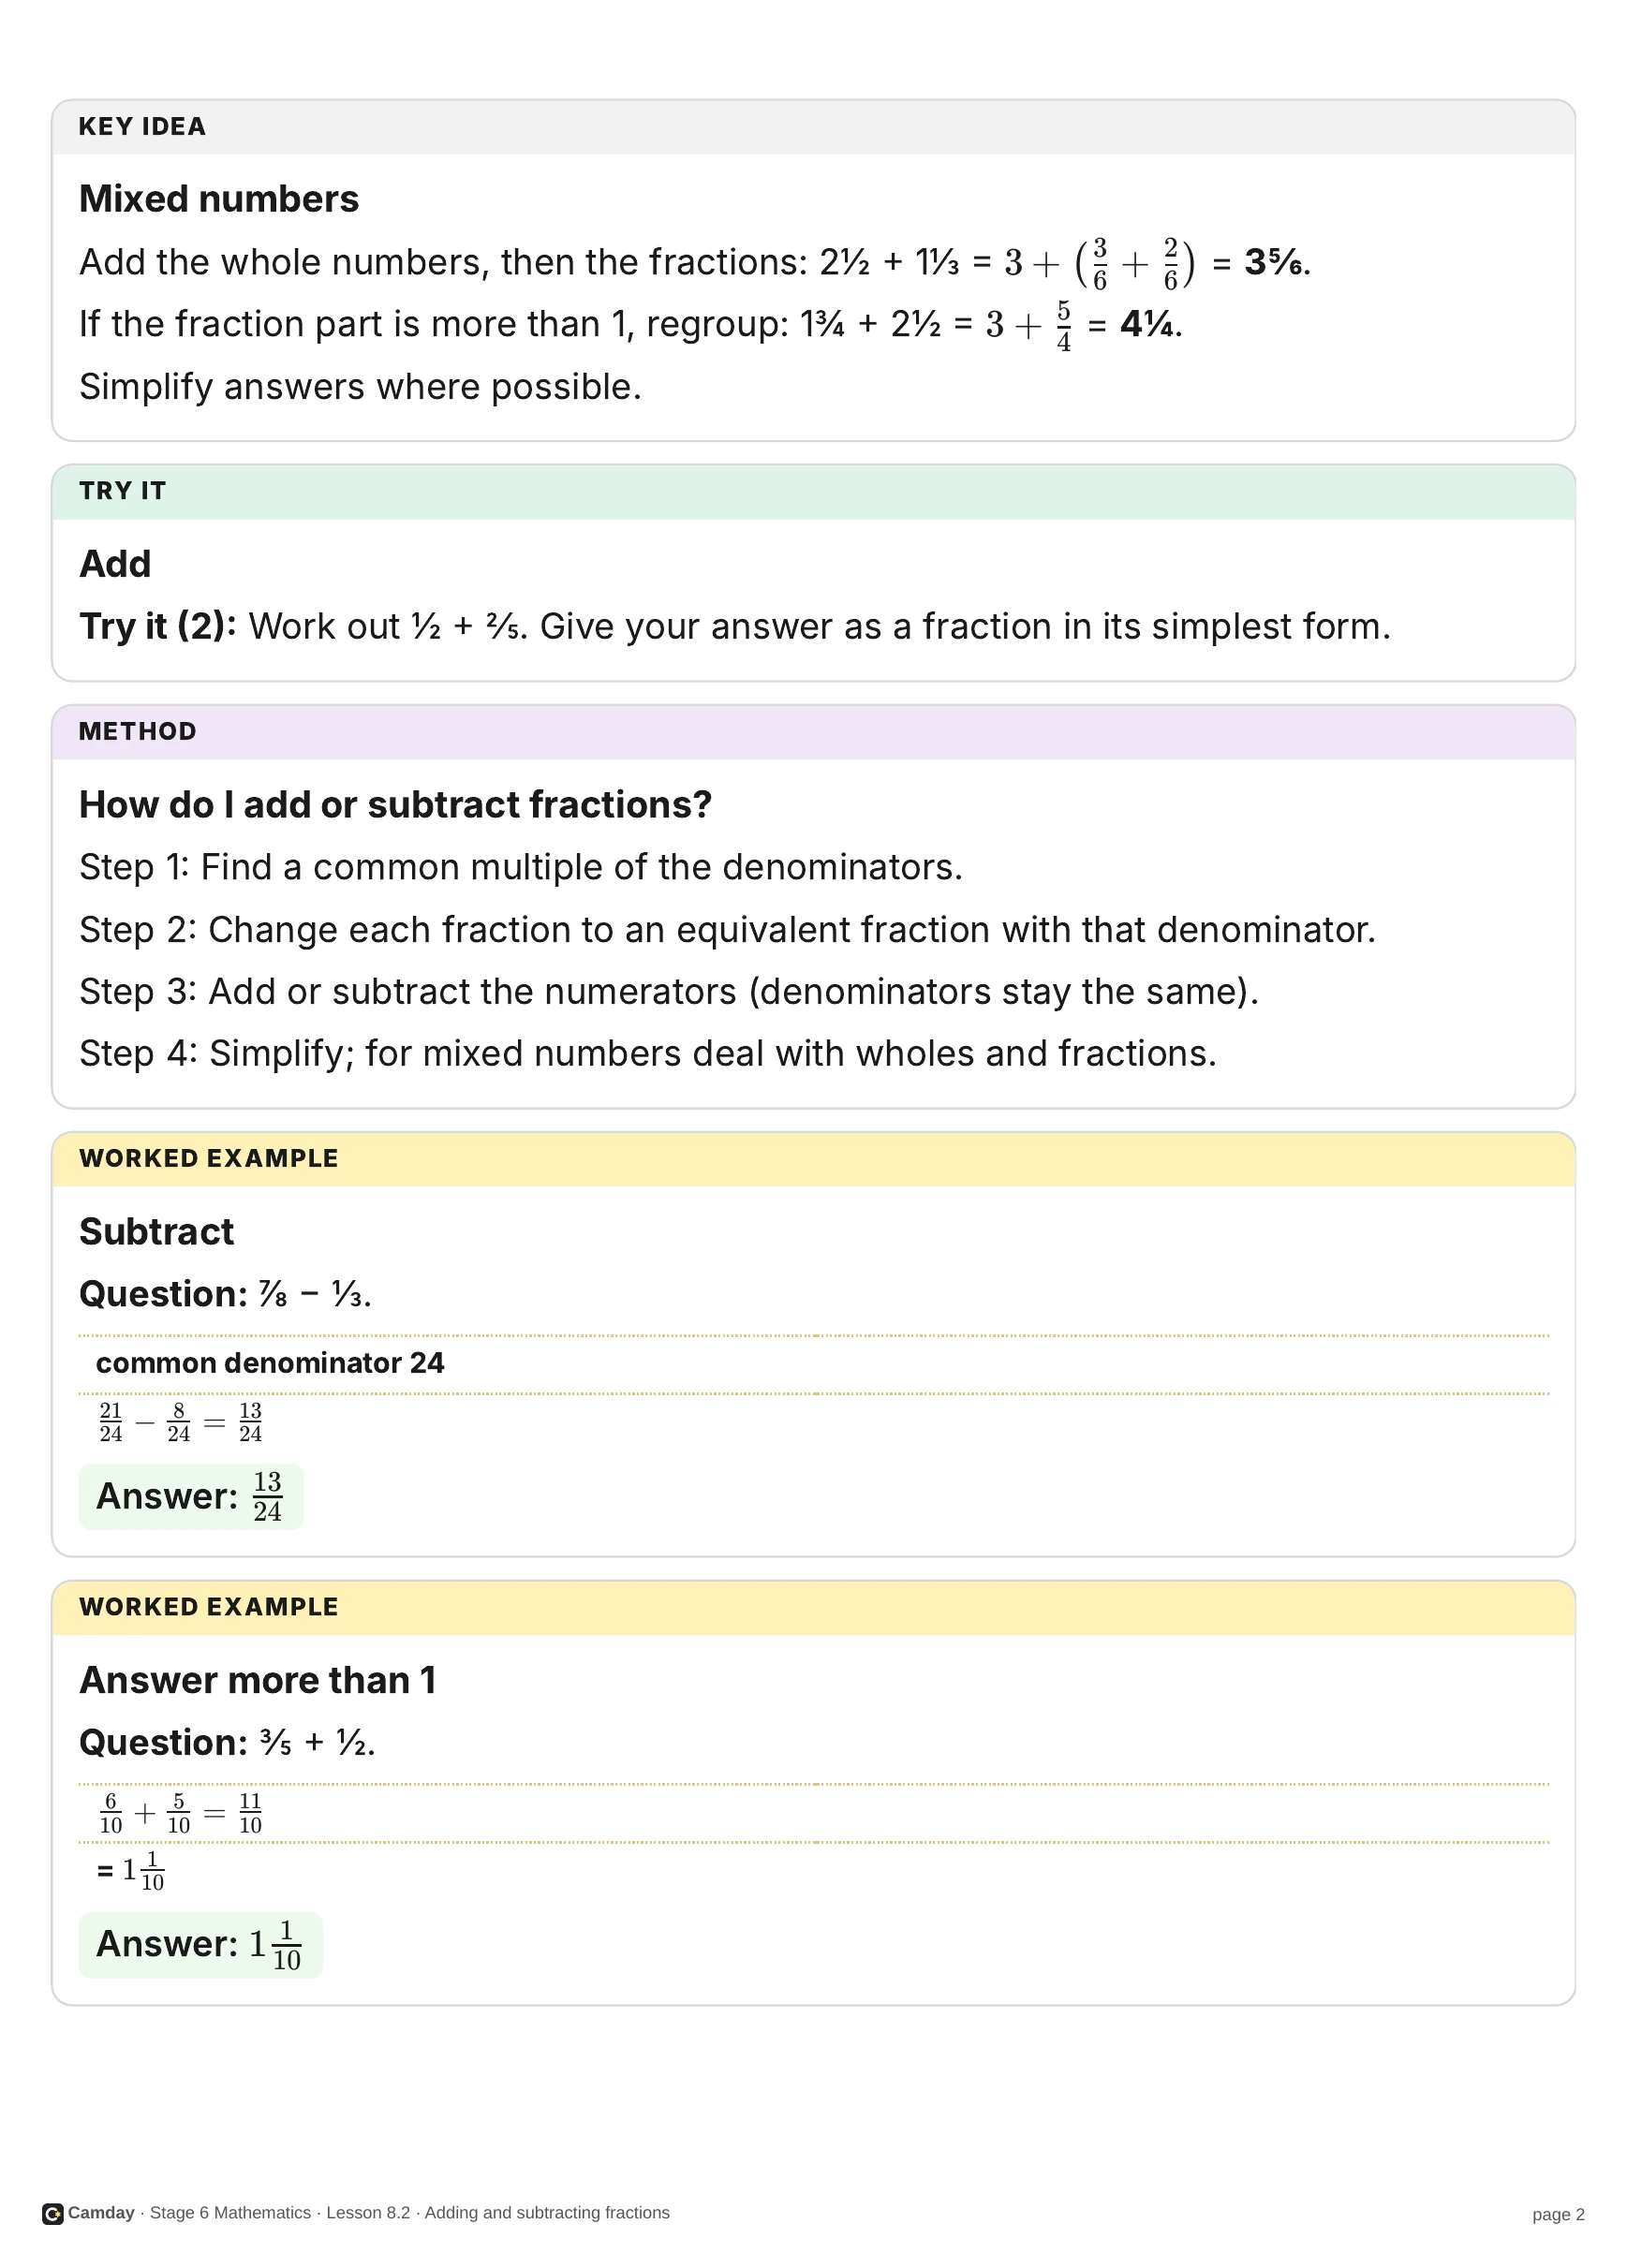 KEY IDEA
Mixed numbers
Add the whole numbers, then the fractions: 2½ + 1⅓ = 3 + (3/6 + 2/6) = 3⅚.
If the fraction part is more than 1, regroup: 1¾ + 2½ = 3 + 5/4 = 4¼.
Simplify answers where possible.
TRY IT
Add
Try it (2): Work out ½ + ⅖. Give your answer as a fraction in its simplest form.
METHOD
How do I add or subtract fractions?
Step 1: Find a common multiple of the denominators.
Step 2: Change each fraction to an equivalent fraction with that denominator.
Step 3: Add or subtract the numerators (denominators stay the same).
Step 4: Simplify; for mixed numbers deal with wholes and fractions.
WORKED EXAMPLE
Subtract
Question: ⅞ − ⅓.
common denominator 24
21/24 − 8/24 = 13/24
Answer: 13/24
WORKED EXAMPLE
Answer more than 1
Question: ⅗ + ½.
6/10 + 5/10 = 11/10
= 1 1/10
Answer: 1 1/10
Camday · Stage 6 Mathematics · Lesson 8.2 · Adding and subtracting fractions
page 2